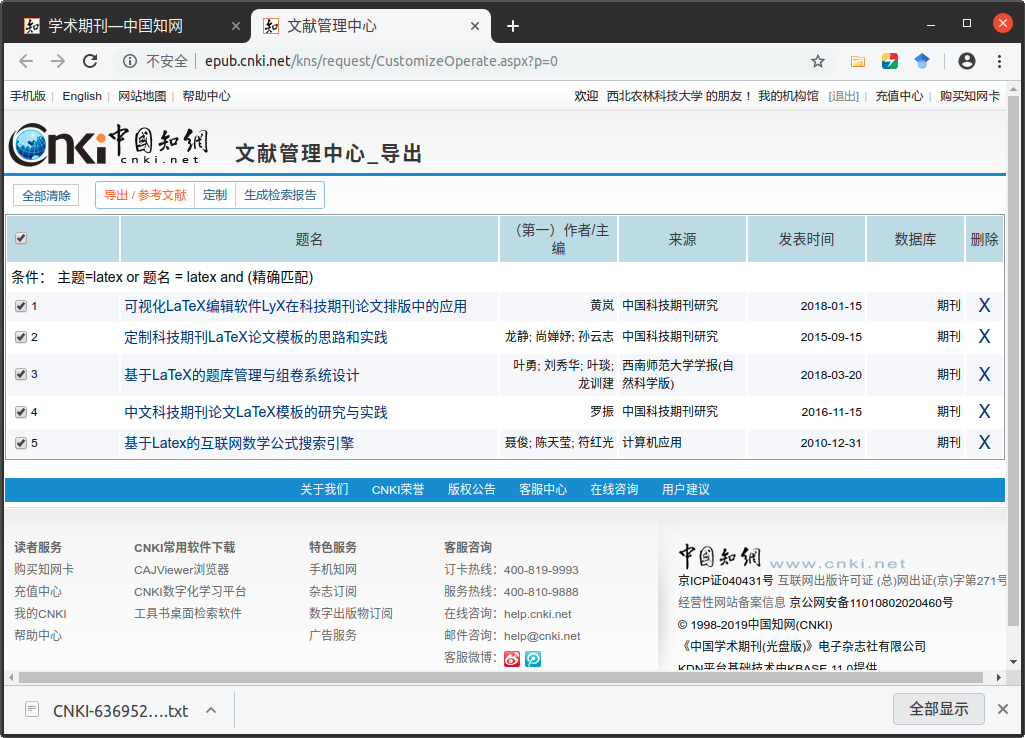 学术期刊—中国知网
文献管理中心
不安全 epub.cnki.net/kns/request/CustomizeOperate.aspx?p=0
手机版 | English | 网站地图 | 帮助中心 欢迎 西北农林科技大学 的朋友！ 我的机构馆 [退出] | 充值中心 | 购买知网卡
cnki 中国知網
cnki.net
文献管理中心_导出
全部清除 导出 / 参考文献 定制 生成检索报告
题名 （第一）作者/主编 来源 发表时间 数据库 删除
条件： 主题=latex or 题名 = latex and (精确匹配)
1 可视化LaTeX编辑软件LyX在科技期刊论文排版中的应用 黄岚 中国科技期刊研究 2018-01-15 期刊 X
2 定制科技期刊LaTeX论文模板的思路和实践 龙静; 尚婵妤; 孙云志 中国科技期刊研究 2015-09-15 期刊 X
3 基于LaTeX的题库管理与组卷系统设计 叶勇; 刘秀华; 叶琰; 龙训建 西南师范大学学报(自然科学版) 2018-03-20 期刊 X
4 中文科技期刊论文LaTeX模板的研究与实践 罗振 中国科技期刊研究 2016-11-15 期刊 X
5 基于Latex的互联网数学公式搜索引擎 聂俊; 陈天莹; 符红光 计算机应用 2010-12-31 期刊 X
关于我们 CNKI荣誉 版权公告 客服中心 在线咨询 用户建议
读者服务
购买知网卡
充值中心
我的CNKI
帮助中心
CNKI常用软件下载
CAJViewer浏览器
CNKI数字化学习平台
工具书桌面检索软件
特色服务
手机知网
杂志订阅
数字出版物订阅
广告服务
客服咨询
订卡热线：400-819-9993
服务热线：400-810-9888
在线咨询：help.cnki.net
邮件咨询：help@cnki.net
客服微博：
中国知網 www.cnki.net
京ICP证040431号 互联网出版许可证 (总)网出证(京)字第271号
经营性网站备案信息 京公网安备11010802020460号
© 1998-2019中国知网(CNKI)
《中国学术期刊(光盘版)》电子杂志社有限公司
KDN平台基础技术由KBASE 11.0提供
CNKI-636952....txt 全部显示